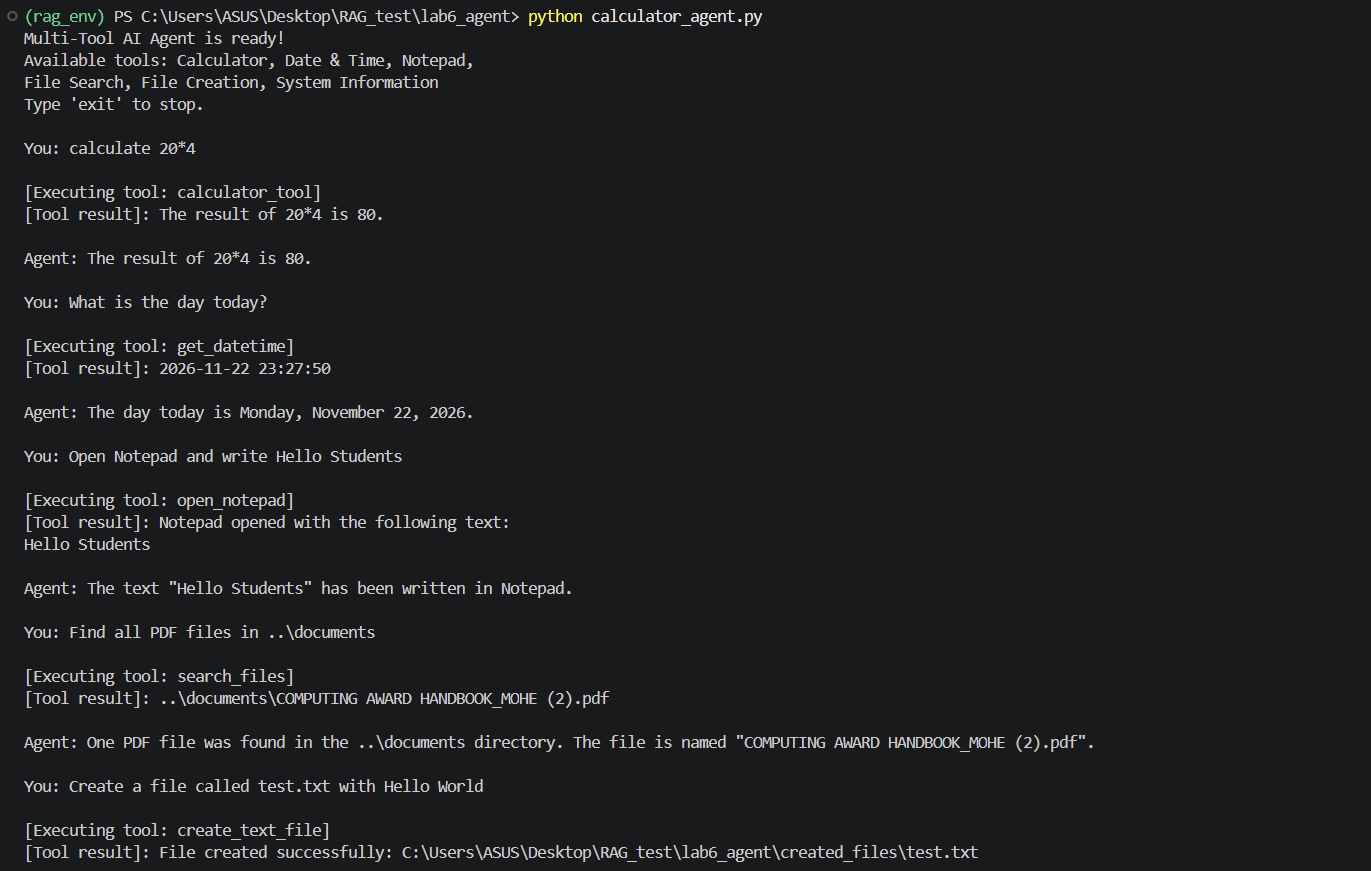 (rag_env) PS C:\Users\ASUS\Desktop\RAG_test\lab6_agent> python calculator_agent.py
Multi-Tool AI Agent is ready!
Available tools: Calculator, Date & Time, Notepad,
File Search, File Creation, System Information
Type 'exit' to stop.
You: calculate 20*4
[Executing tool: calculator_tool]
[Tool result]: The result of 20*4 is 80.
Agent: The result of 20*4 is 80.
You: What is the day today?
[Executing tool: get_datetime]
[Tool result]: 2026-11-22 23:27:50
Agent: The day today is Monday, November 22, 2026.
You: Open Notepad and write Hello Students
[Executing tool: open_notepad]
[Tool result]: Notepad opened with the following text:
Hello Students
Agent: The text "Hello Students" has been written in Notepad.
You: Find all PDF files in ..\documents
[Executing tool: search_files]
[Tool result]: ..\documents\COMPUTING AWARD HANDBOOK_MOHE (2).pdf
Agent: One PDF file was found in the ..\documents directory. The file is named "COMPUTING AWARD HANDBOOK_MOHE (2).pdf".
You: Create a file called test.txt with Hello World
[Executing tool: create_text_file]
[Tool result]: File created successfully: C:\Users\ASUS\Desktop\RAG_test\lab6_agent\created_files\test.txt